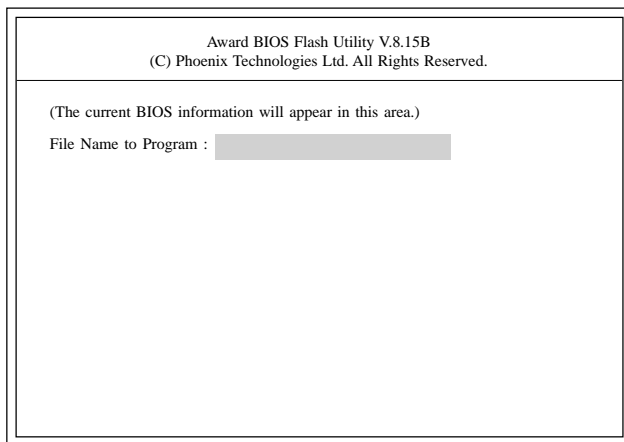 Award BIOS Flash Utility V.8.15B
(C) Phoenix Technologies Ltd. All Rights Reserved.
(The current BIOS information will appear in this area.)
File Name to Program :